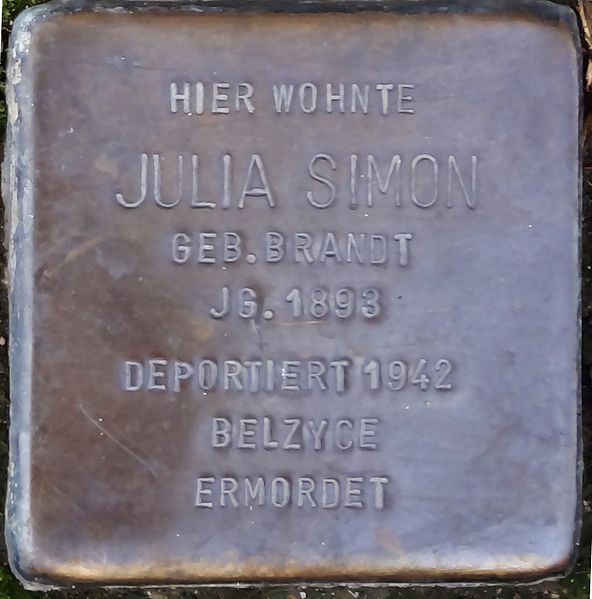 HIER WOHNTE
JULIA SIMON
GEB. BRANDT
JG. 1893
DEPORTIERT 1942
BELZYCE
ERMORDET